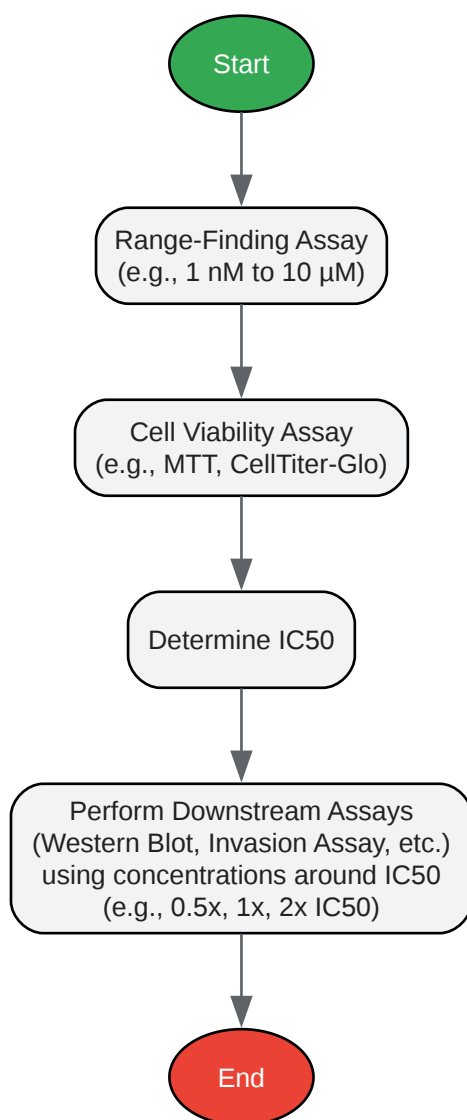 Start
Range-Finding Assay
(e.g., 1 nM to 10 µM)
Cell Viability Assay
(e.g., MTT, CellTiter-Glo)
Determine IC50
Perform Downstream Assays
(Western Blot, Invasion Assay, etc.)
using concentrations around IC50
(e.g., 0.5x, 1x, 2x IC50)
End